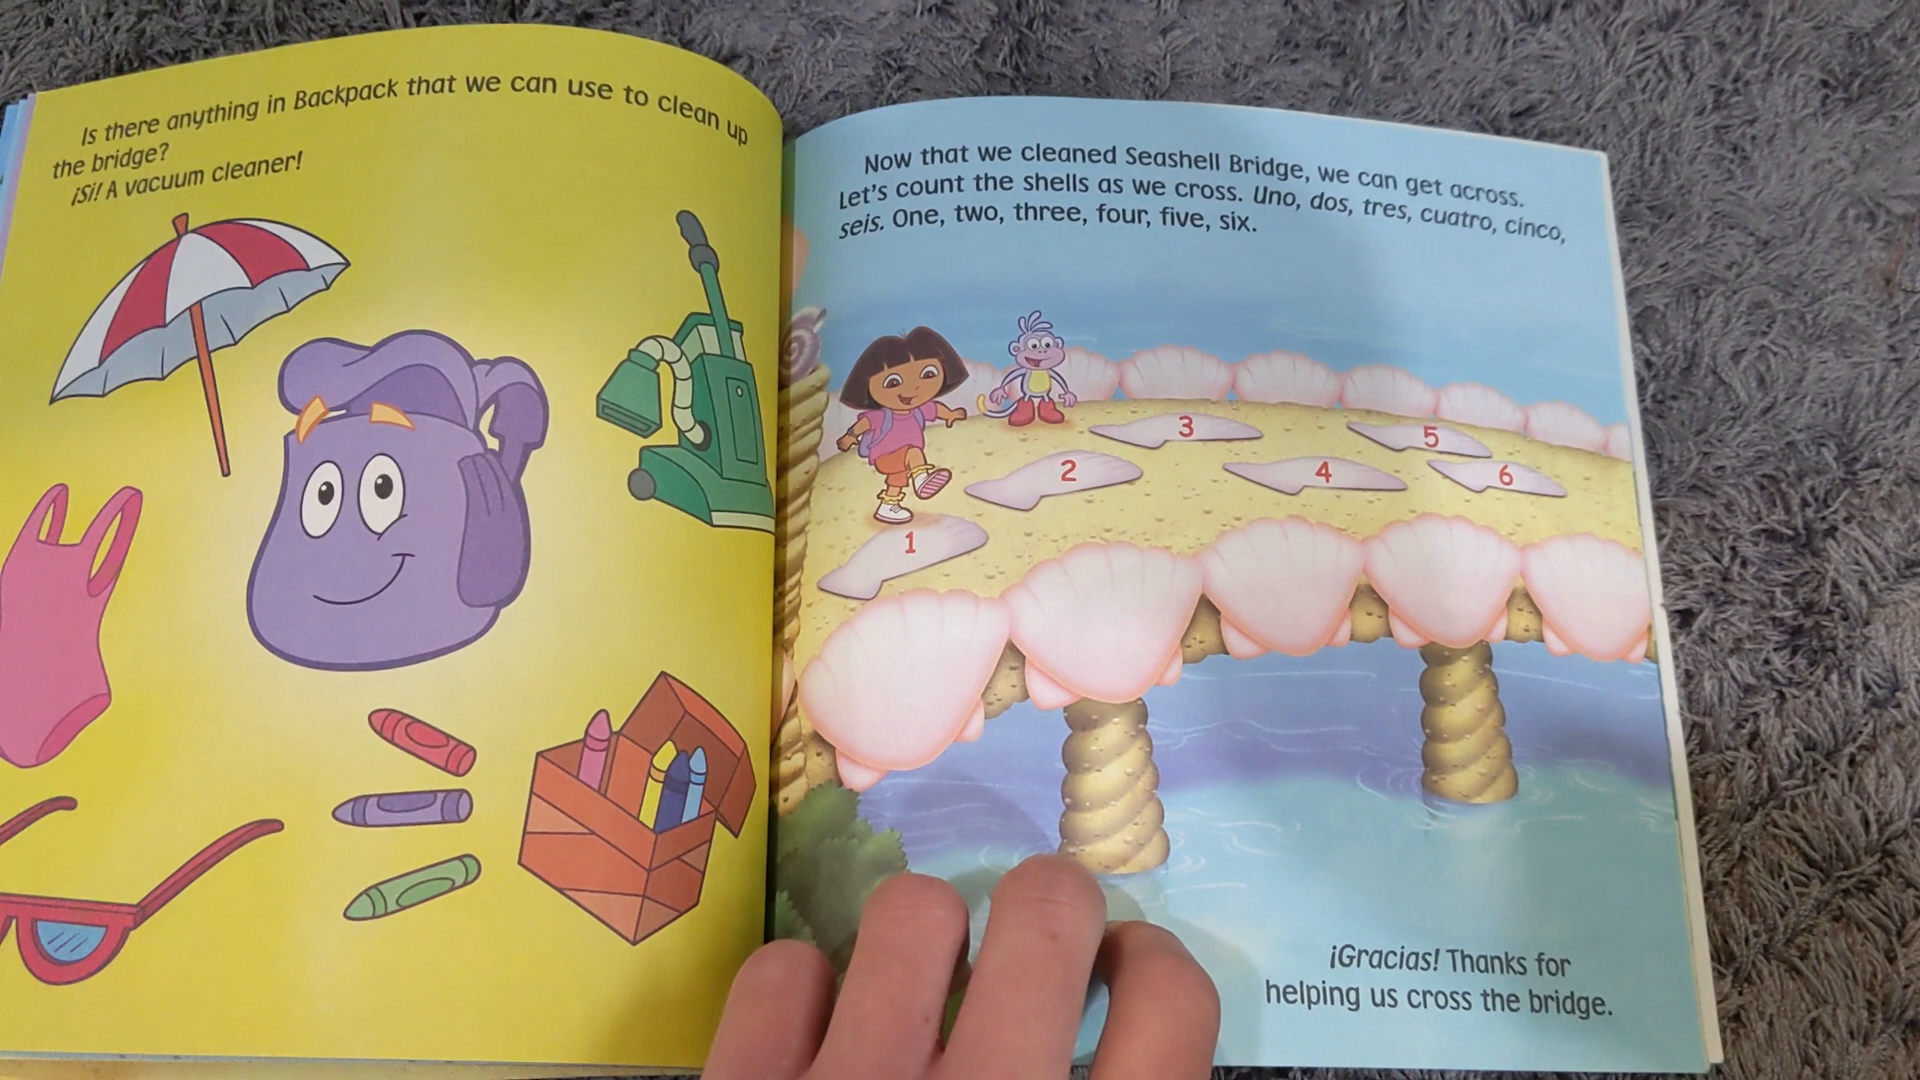 Is there anything in Backpack that we can use to clean up
the bridge?
¡Sí! A vacuum cleaner!
Now that we cleaned Seashell Bridge, we can get across.
Let's count the shells as we cross. Uno, dos, tres, cuatro, cinco,
seis. One, two, three, four, five, six.
3
5
2
4
6
1
¡Gracias! Thanks for
helping us cross the bridge.